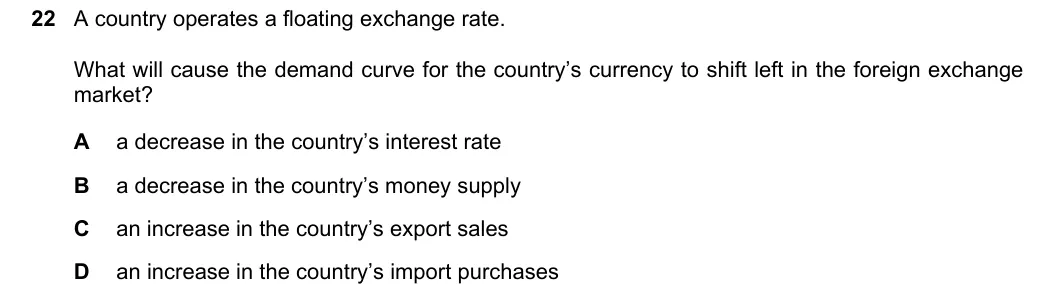 22 A country operates a floating exchange rate.
What will cause the demand curve for the country's currency to shift left in the foreign exchange
market?
A a decrease in the country's interest rate
B a decrease in the country's money supply
C an increase in the country's export sales
D an increase in the country's import purchases